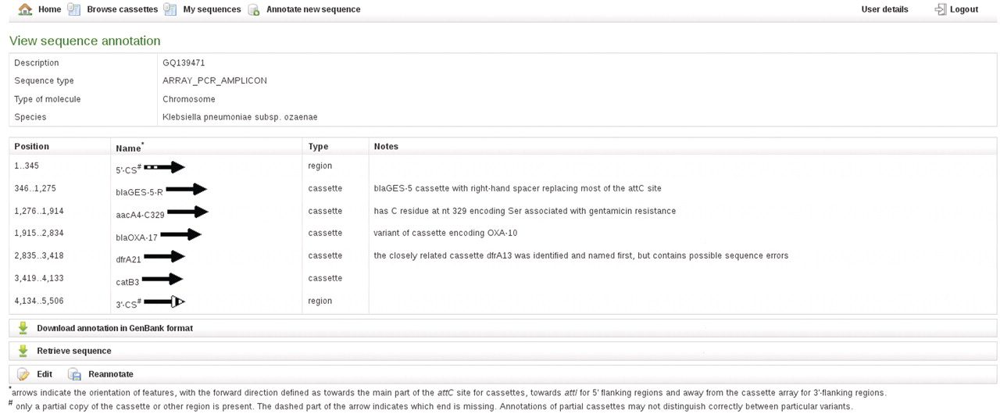 Home Browse cassettes My sequences Annotate new sequence User details Logout
View sequence annotation
Description GQ139471
Sequence type ARRAY_PCR_AMPLICON
Type of molecule Chromosome
Species Klebsiella pneumoniae subsp. ozaenae
Position Name* Type Notes
1..345 5'-CS# region
346..1,275 blaGES-5-R cassette blaGES-5 cassette with right-hand spacer replacing most of the attC site
1,276..1,914 aacA4-C329 cassette has C residue at nt 329 encoding Ser associated with gentamicin resistance
1,915..2,834 blaOXA-17 cassette variant of cassette encoding OXA-10
2,835..3,418 dfrA21 cassette the closely related cassette dfrA13 was identified and named first, but contains possible sequence errors
3,419..4,133 catB3 cassette
4,134..5,506 3'-CS# region
Download annotation in GenBank format
Retrieve sequence
Edit Reannotate
*arrows indicate the orientation of features, with the forward direction defined as towards the main part of the attC site for cassettes, towards attI for 5' flanking regions and away from the cassette array for 3'-flanking regions.
# only a partial copy of the cassette or other region is present. The dashed part of the arrow indicates which end is missing. Annotations of partial cassettes may not distinguish correctly between particular variants.